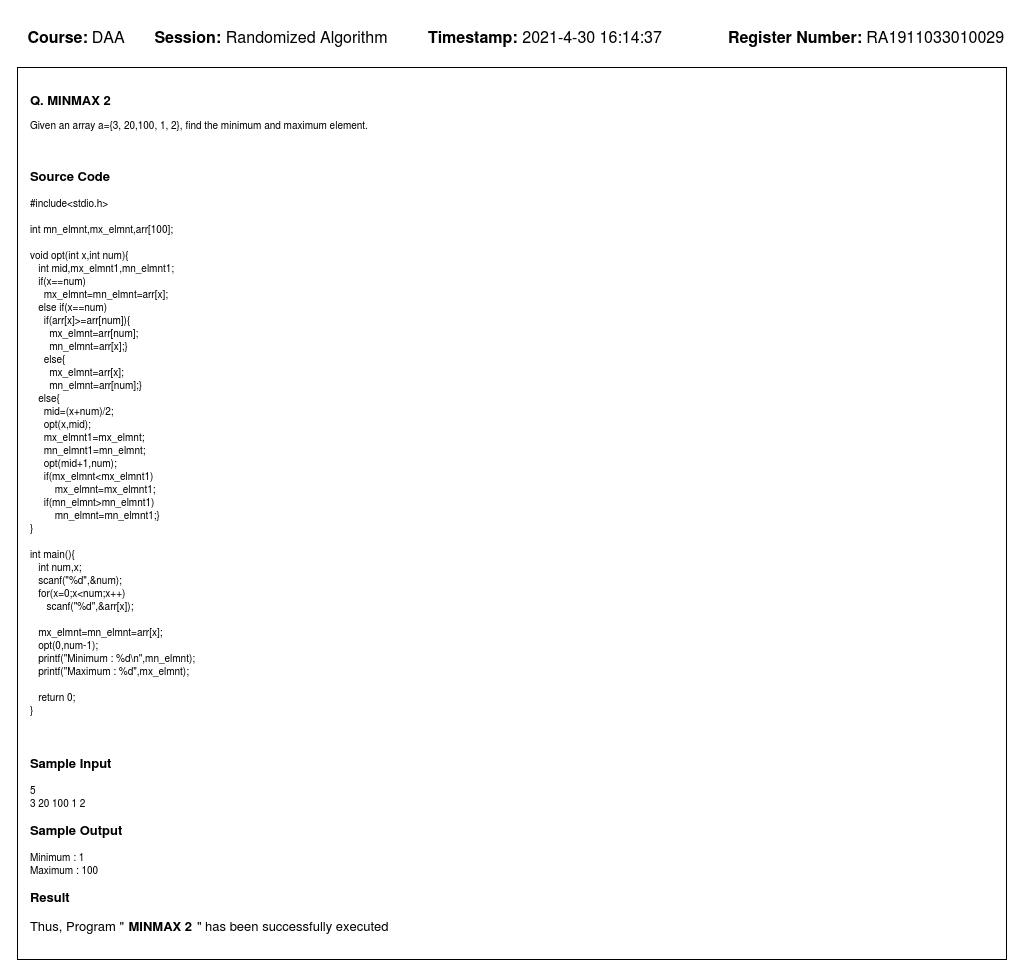 Course: DAA Session: Randomized Algorithm Timestamp: 2021-4-30 16:14:37 Register Number: RA1911033010029
Q. MINMAX 2
Given an array a={3, 20,100, 1, 2}, find the minimum and maximum element.
Source Code
#include<stdio.h>
int mn_elmnt,mx_elmnt,arr[100];
void opt(int x,int num){
int mid,mx_elmnt1,mn_elmnt1;
if(x==num)
mx_elmnt=mn_elmnt=arr[x];
else if(x==num)
if(arr[x]>=arr[num]){
mx_elmnt=arr[num];
mn_elmnt=arr[x];}
else{
mx_elmnt=arr[x];
mn_elmnt=arr[num];}
else{
mid=(x+num)/2;
opt(x,mid);
mx_elmnt1=mx_elmnt;
mn_elmnt1=mn_elmnt;
opt(mid+1,num);
if(mx_elmnt<mx_elmnt1)
mx_elmnt=mx_elmnt1;
if(mn_elmnt>mn_elmnt1)
mn_elmnt=mn_elmnt1;}
}
int main(){
int num,x;
scanf("%d",&num);
for(x=0;x<num;x++)
scanf("%d",&arr[x]);
mx_elmnt=mn_elmnt=arr[x];
opt(0,num-1);
printf("Minimum : %d\n",mn_elmnt);
printf("Maximum : %d",mx_elmnt);
return 0;
}
Sample Input
5
3 20 100 1 2
Sample Output
Minimum : 1
Maximum : 100
Result
Thus, Program " MINMAX 2 " has been successfully executed